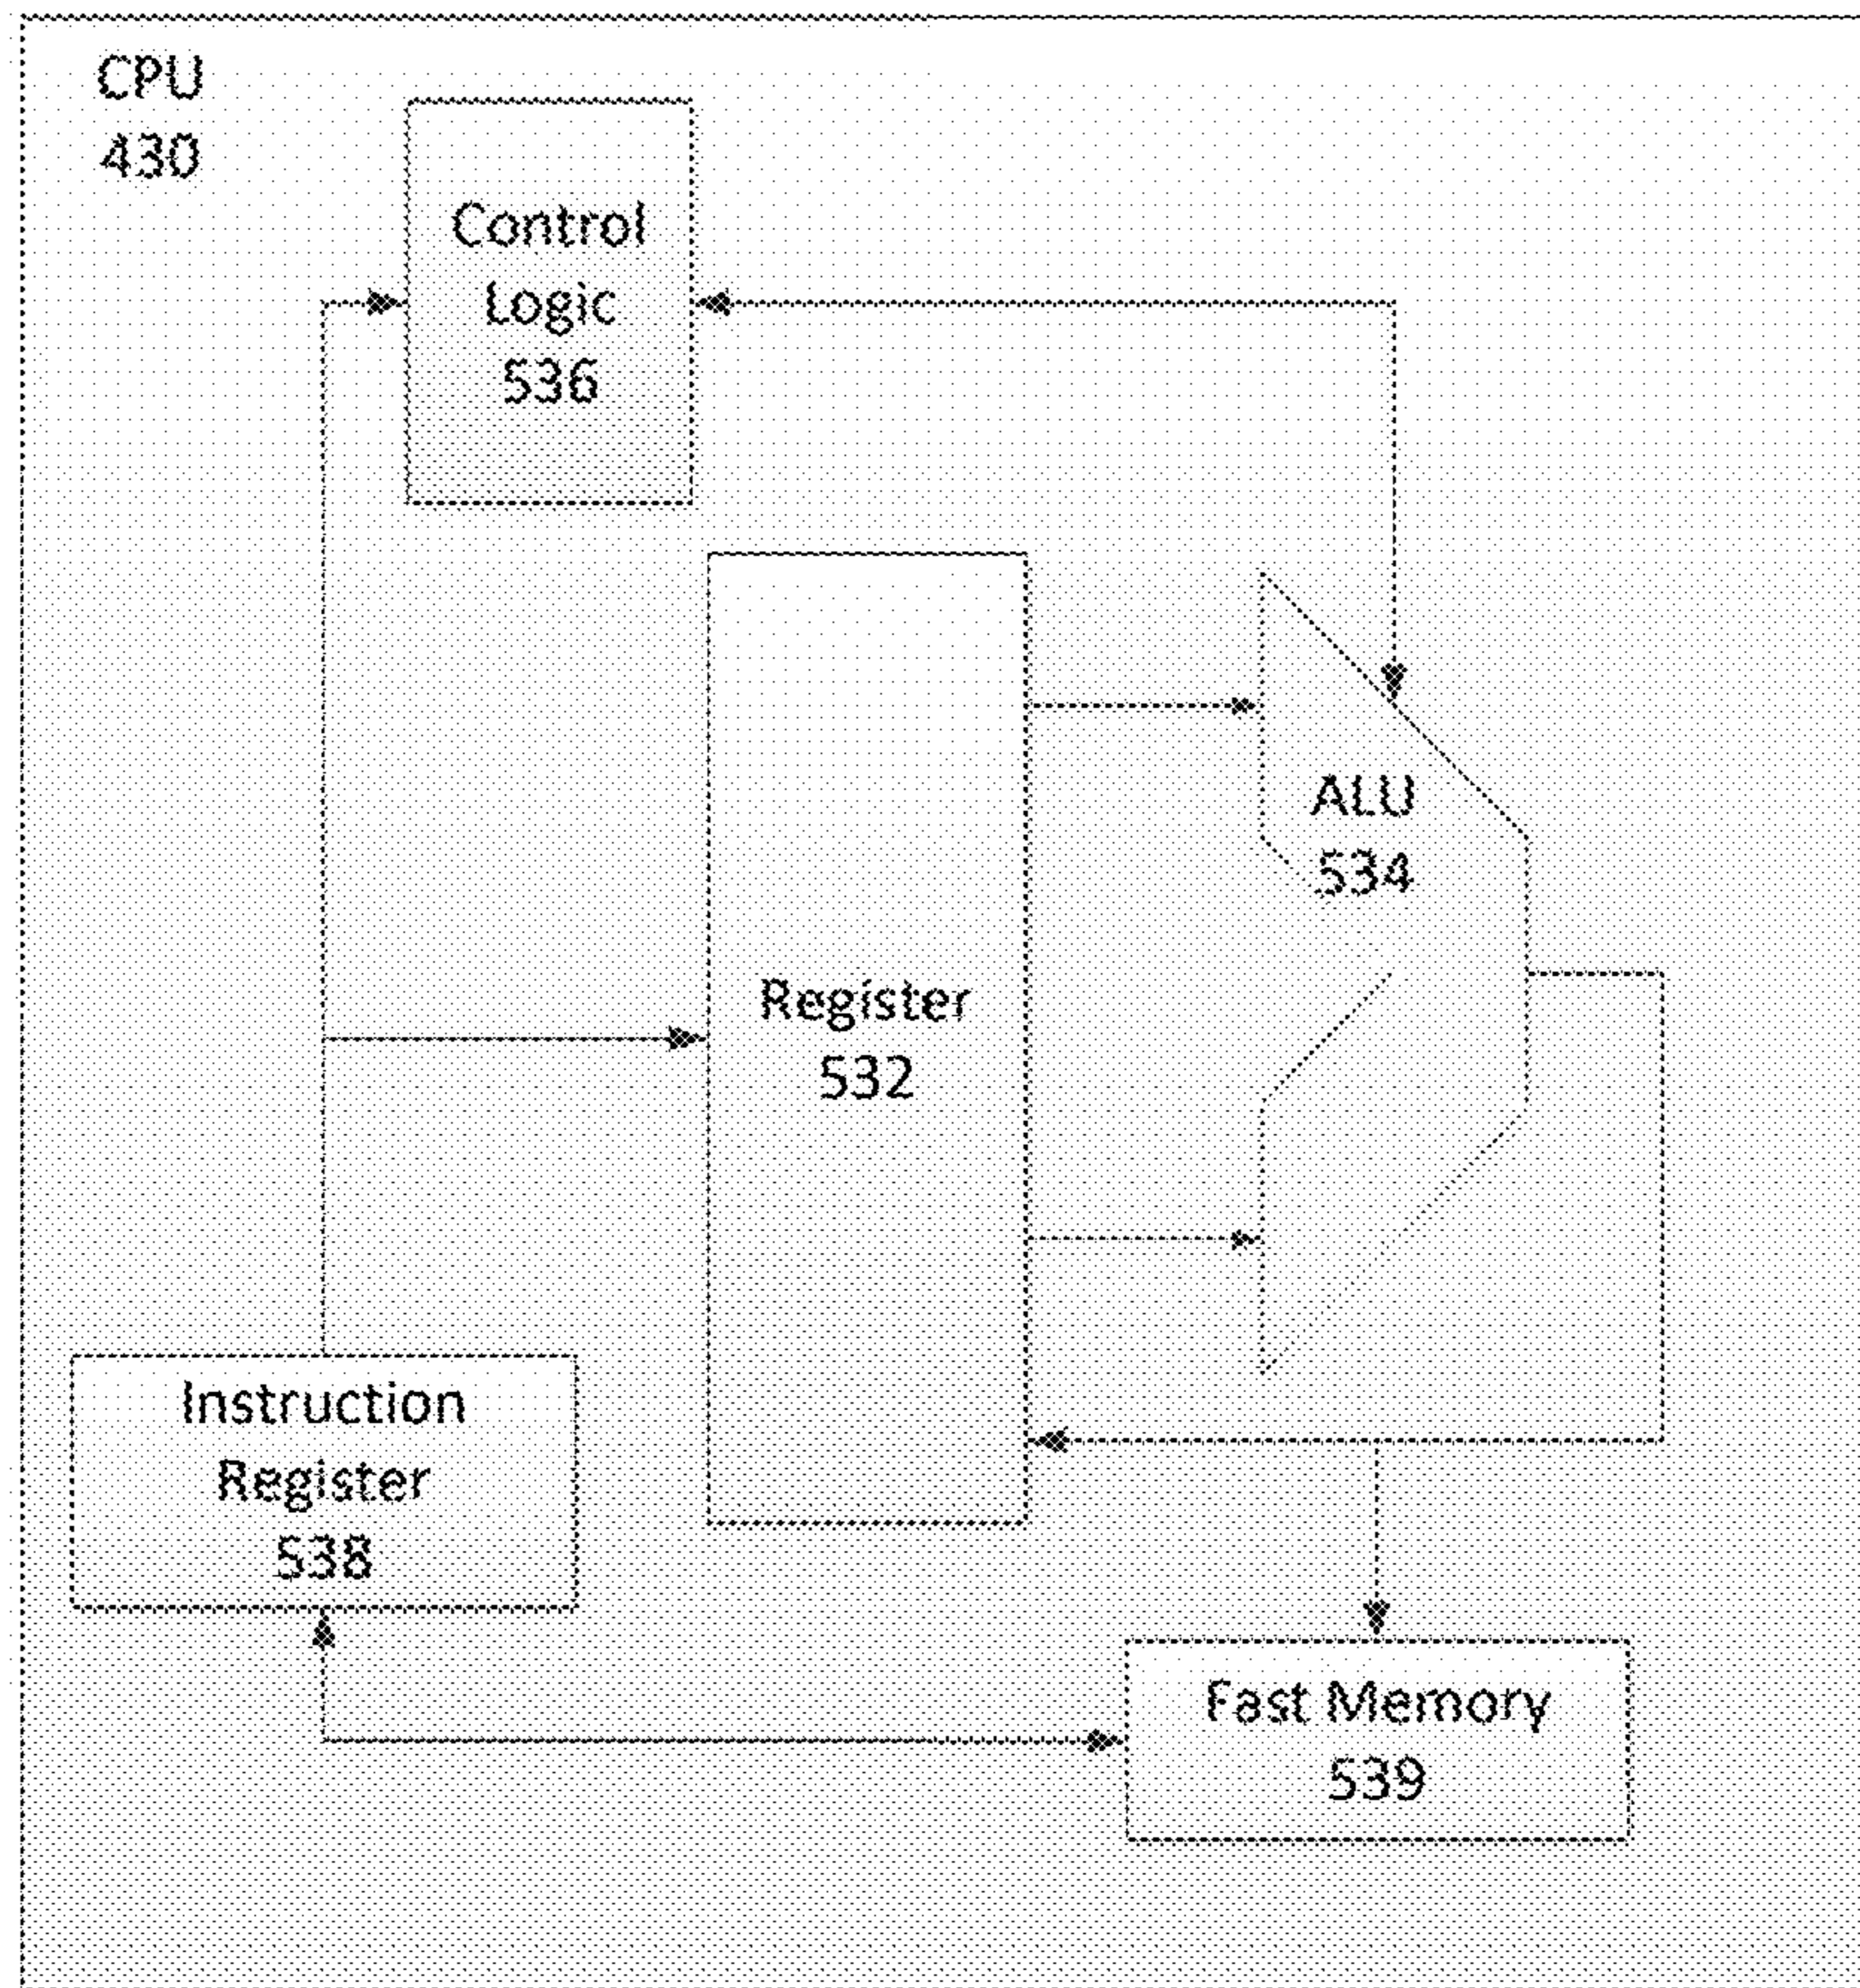 CPU
430
Control
Logic
536
ALU
534
Register
532
Instruction
Register
538
Fast Memory
539